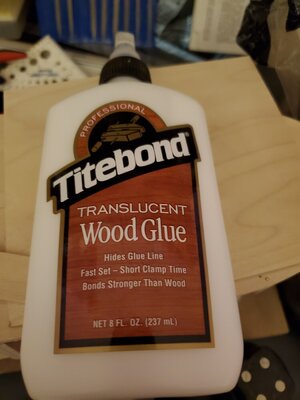 PROFESSIONAL
Titebond
TRANSLUCENT
Wood Glue
Hides Glue Line
Fast Set – Short Clamp Time
Bonds Stronger Than Wood
NET 8 FL. OZ. (237 mL)